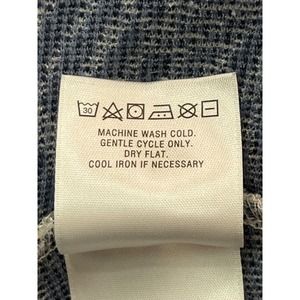 30
MACHINE WASH COLD.
GENTLE CYCLE ONLY.
DRY FLAT.
COOL IRON IF NECESSARY